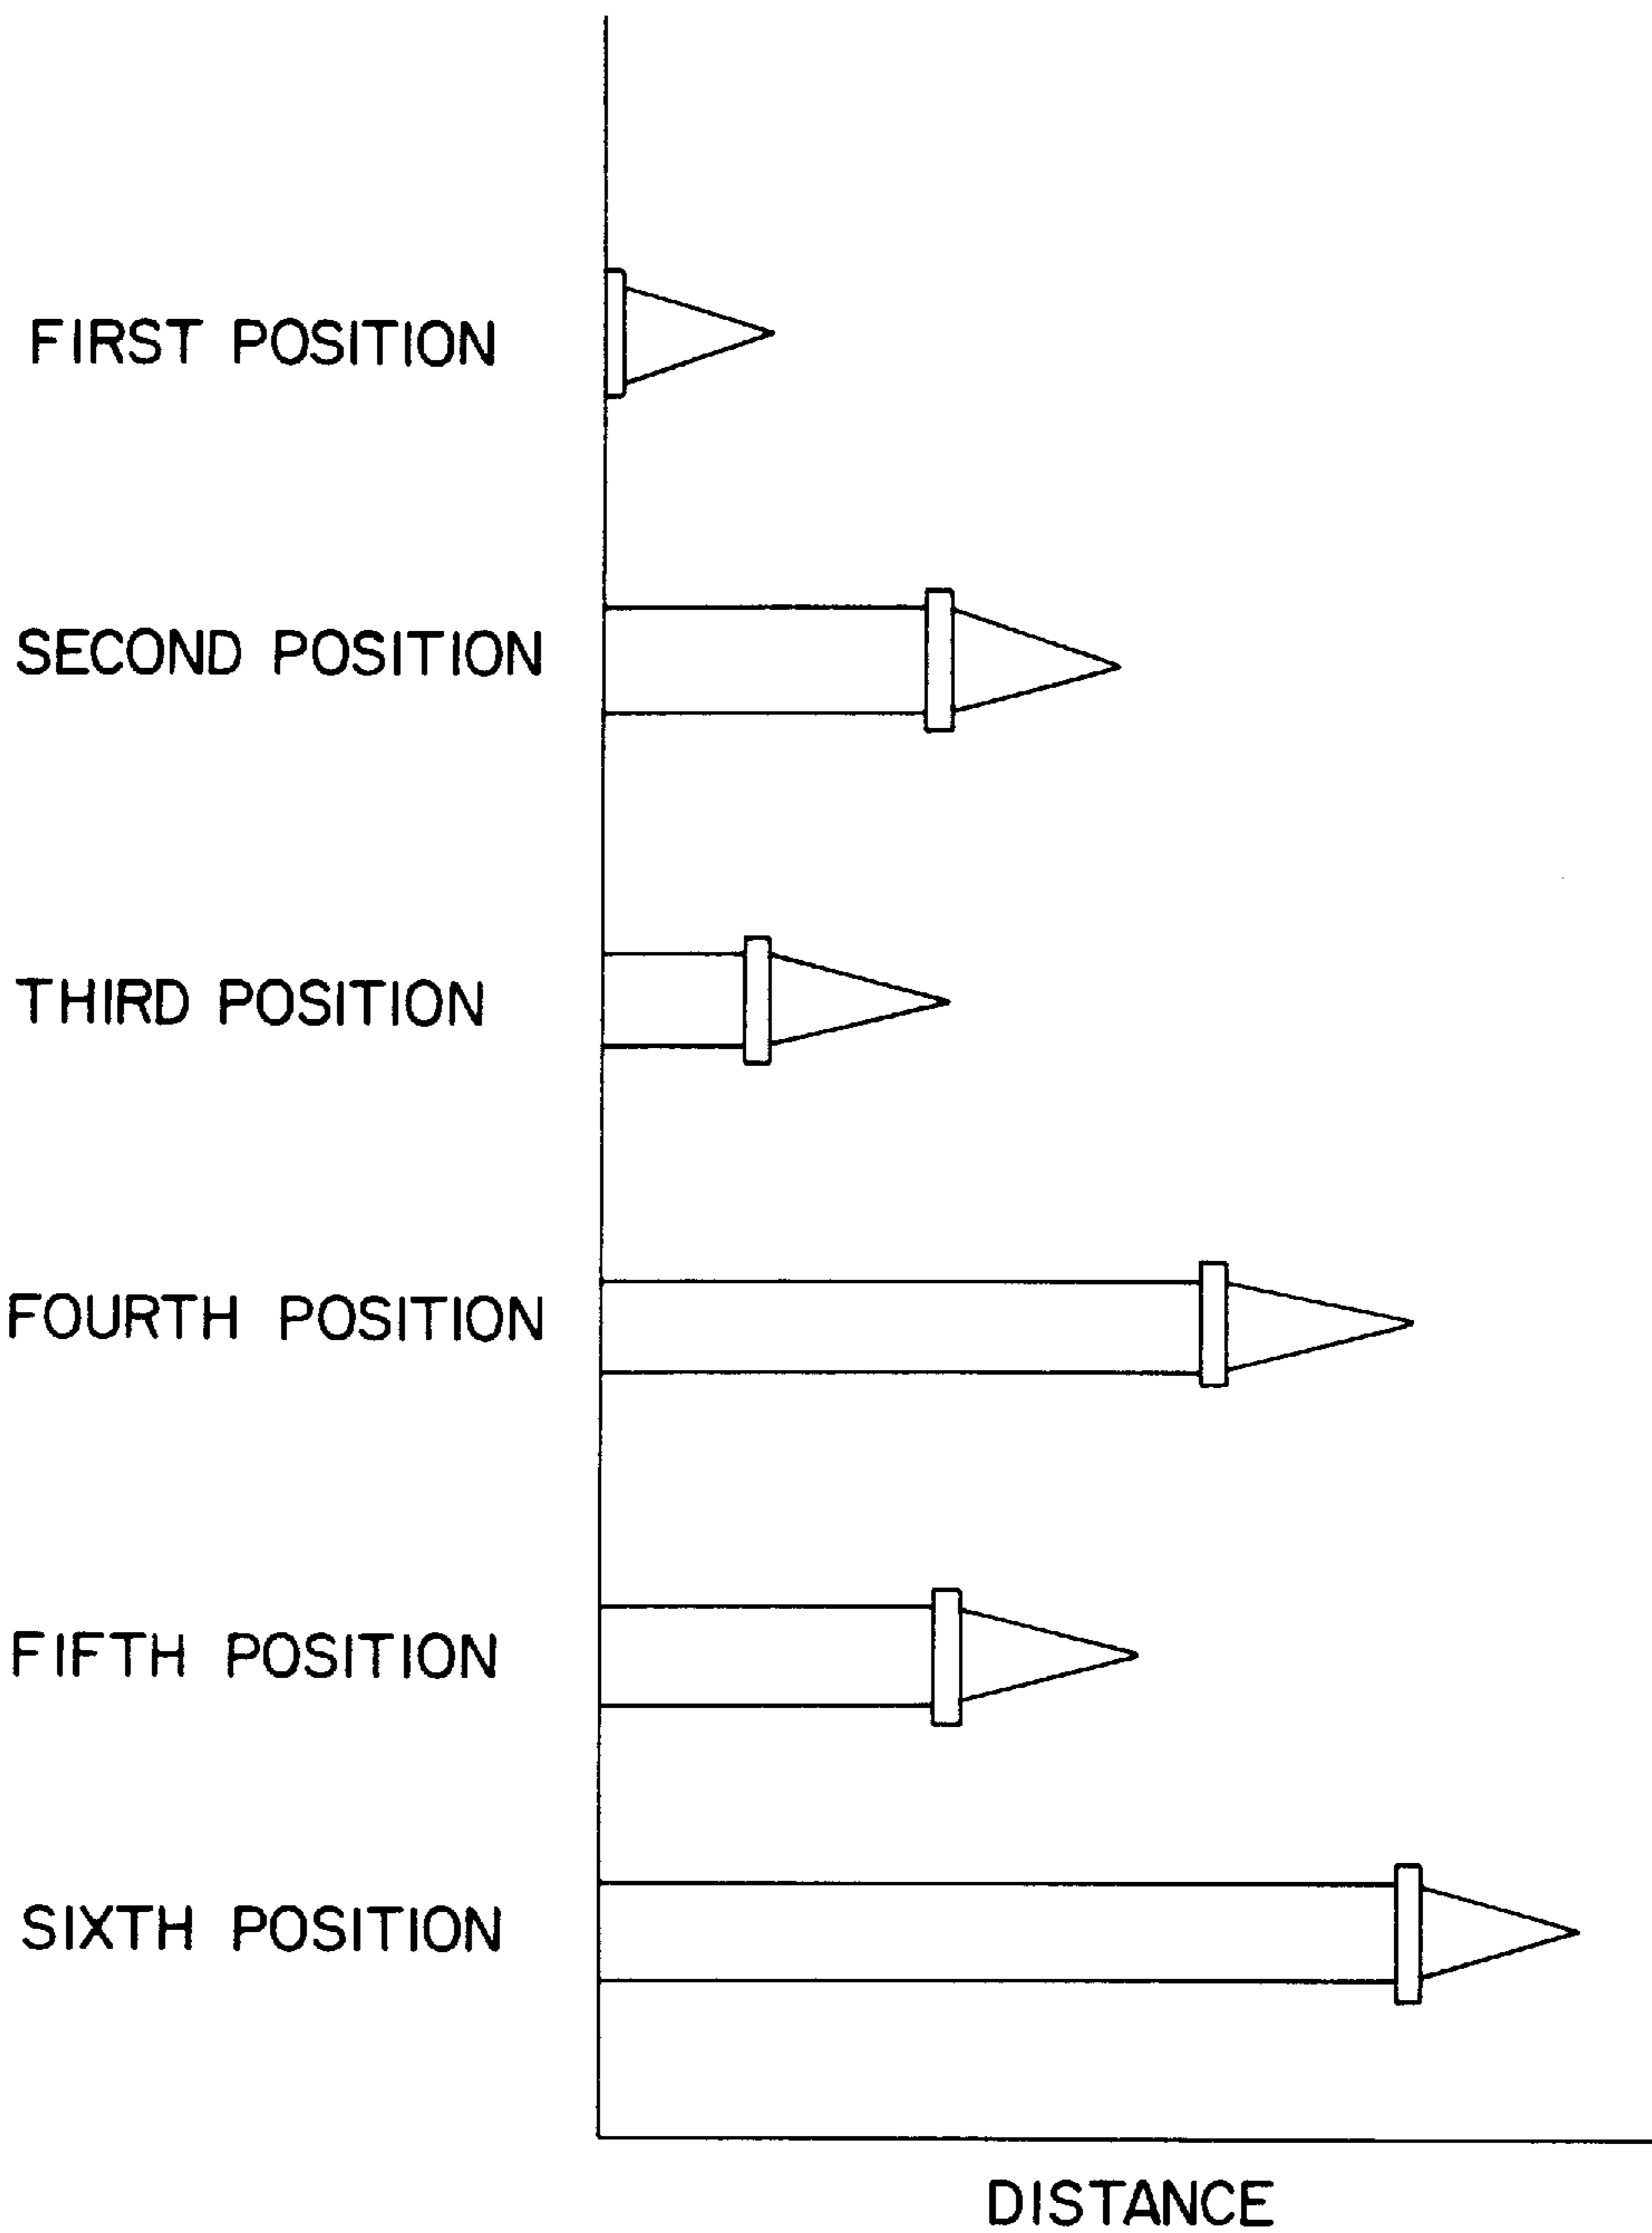 FIRST POSITION
SECOND POSITION
THIRD POSITION
FOURTH POSITION
FIFTH POSITION
SIXTH POSITION
DISTANCE